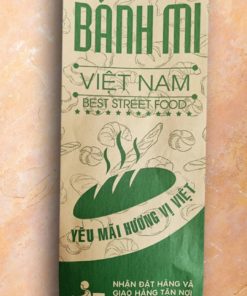 BÁNH MÌ
VIỆT NAM
BEST STREET FOOD
YÊU MÃI HƯƠNG VỊ VIỆT
NHẬN ĐẶT HÀNG VÀ
GIAO HÀNG TẬN NƠI